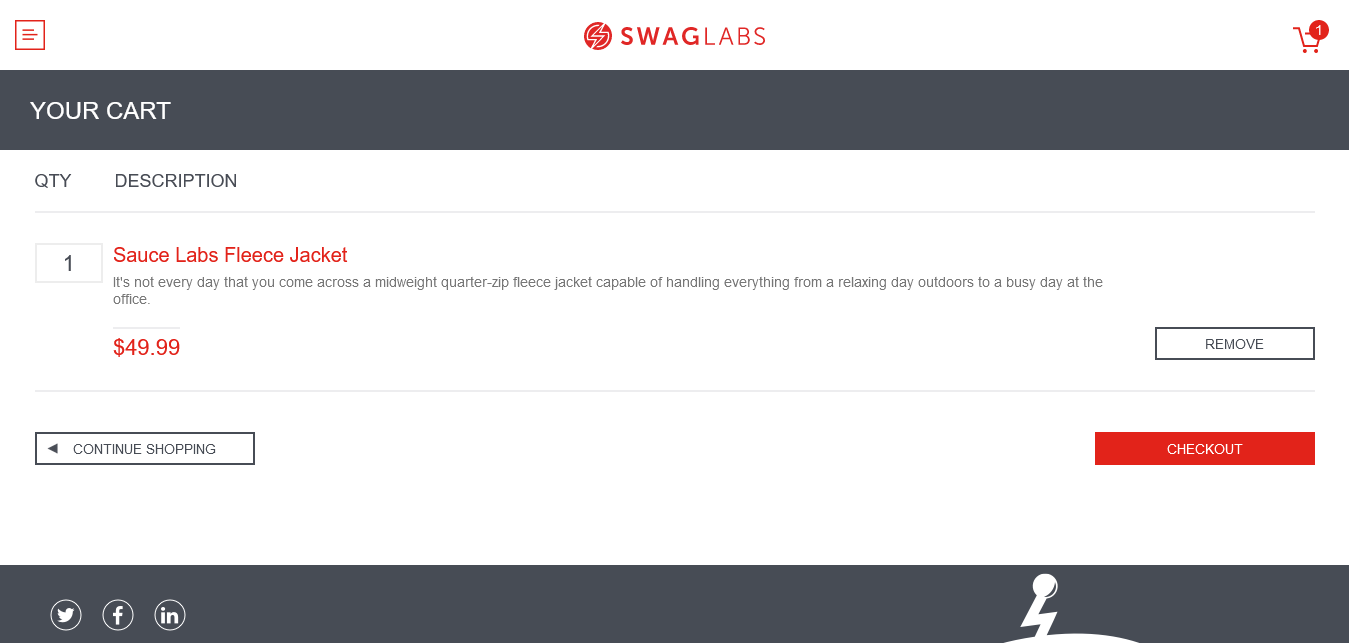 SWAGLABS
1
YOUR CART
QTY DESCRIPTION
1
Sauce Labs Fleece Jacket
It's not every day that you come across a midweight quarter-zip fleece jacket capable of handling everything from a relaxing day outdoors to a busy day at the
office.
$49.99
REMOVE
CONTINUE SHOPPING
CHECKOUT